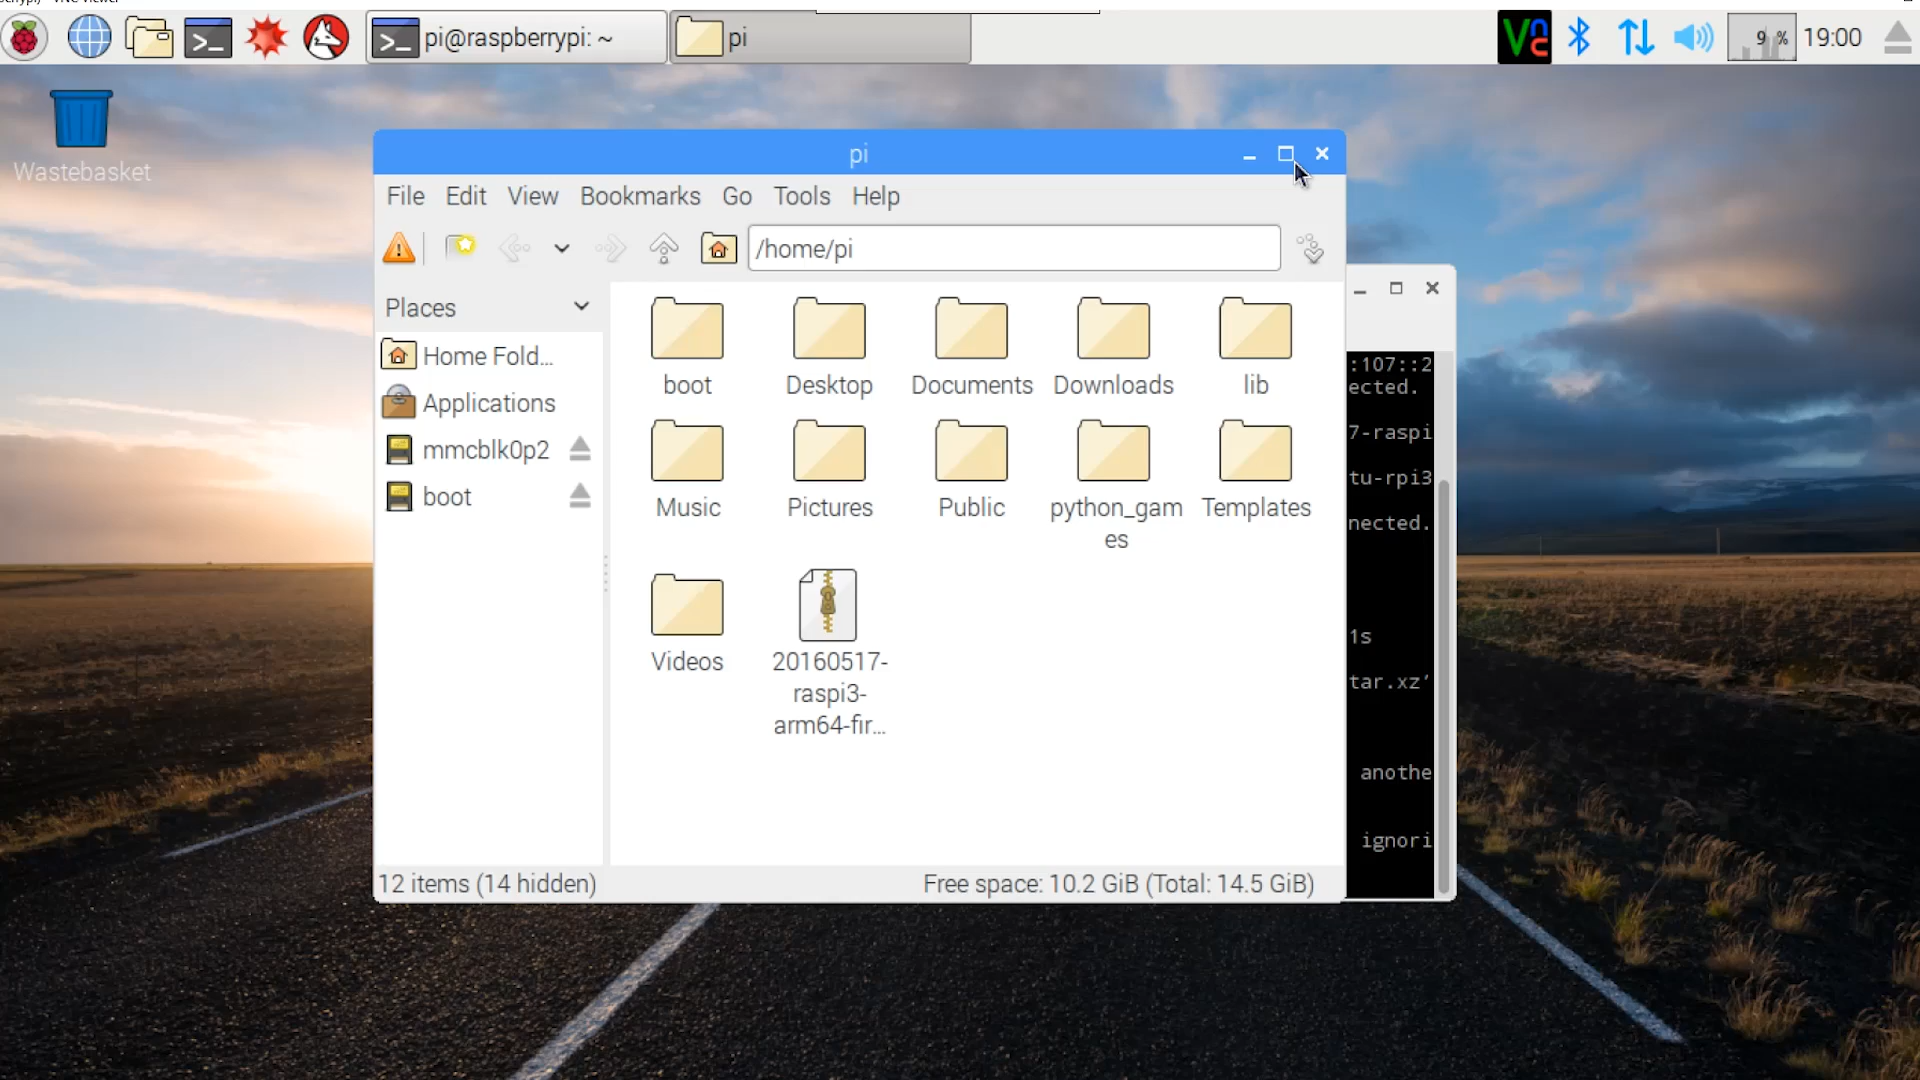 pi@raspberrypi: ~
pi
9 %
19:00
Wastebasket
pi
File Edit View Bookmarks Go Tools Help
/home/pi
Places
Home Fold...
Applications
mmcblk0p2
boot
boot
Desktop
Documents
Downloads
lib
Music
Pictures
Public
python_gam
es
Templates
Videos
20160517-
raspi3-
arm64-fir...
12 items (14 hidden)
Free space: 10.2 GiB (Total: 14.5 GiB)
:107::2
ected.
7-raspi
tu-rpi3
nected.
1s
tar.xz’
anothe
ignori